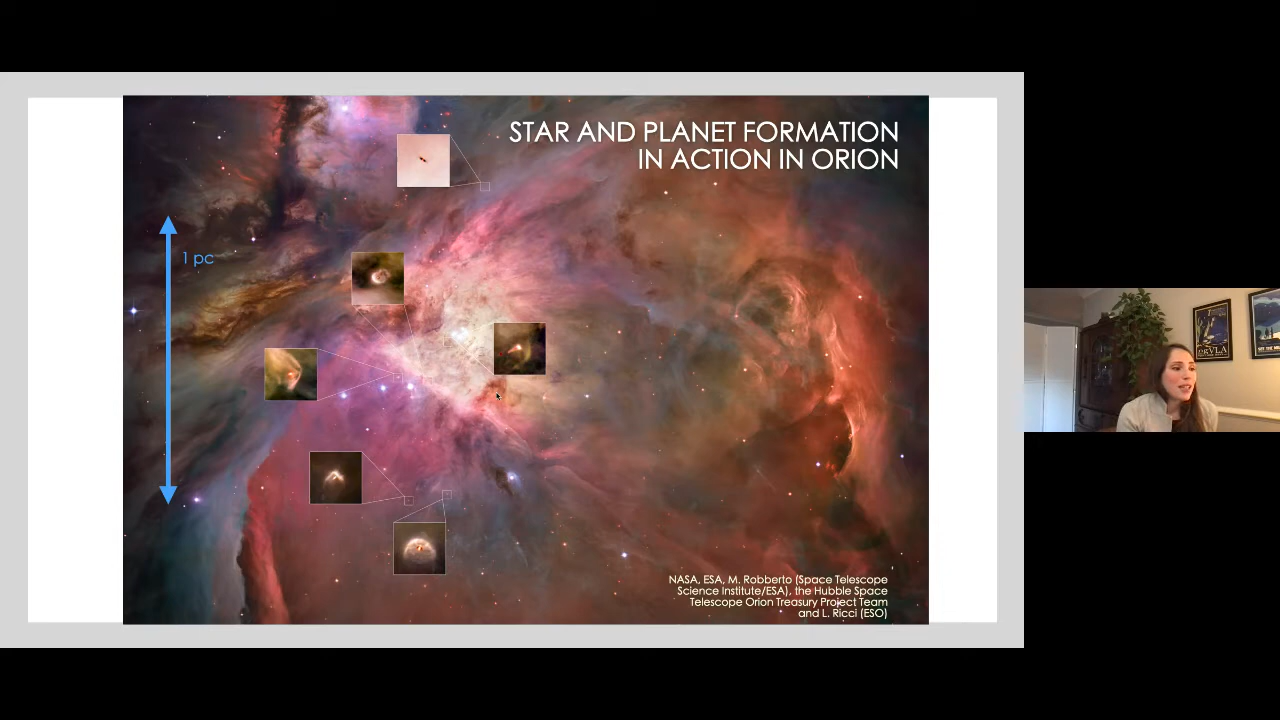 STAR AND PLANET FORMATION
IN ACTION IN ORION
1 pc
NASA, ESA, M. Robberto (Space Telescope
Science Institute/ESA), the Hubble Space
Telescope Orion Treasury Project Team
and L. Ricci (ESO)